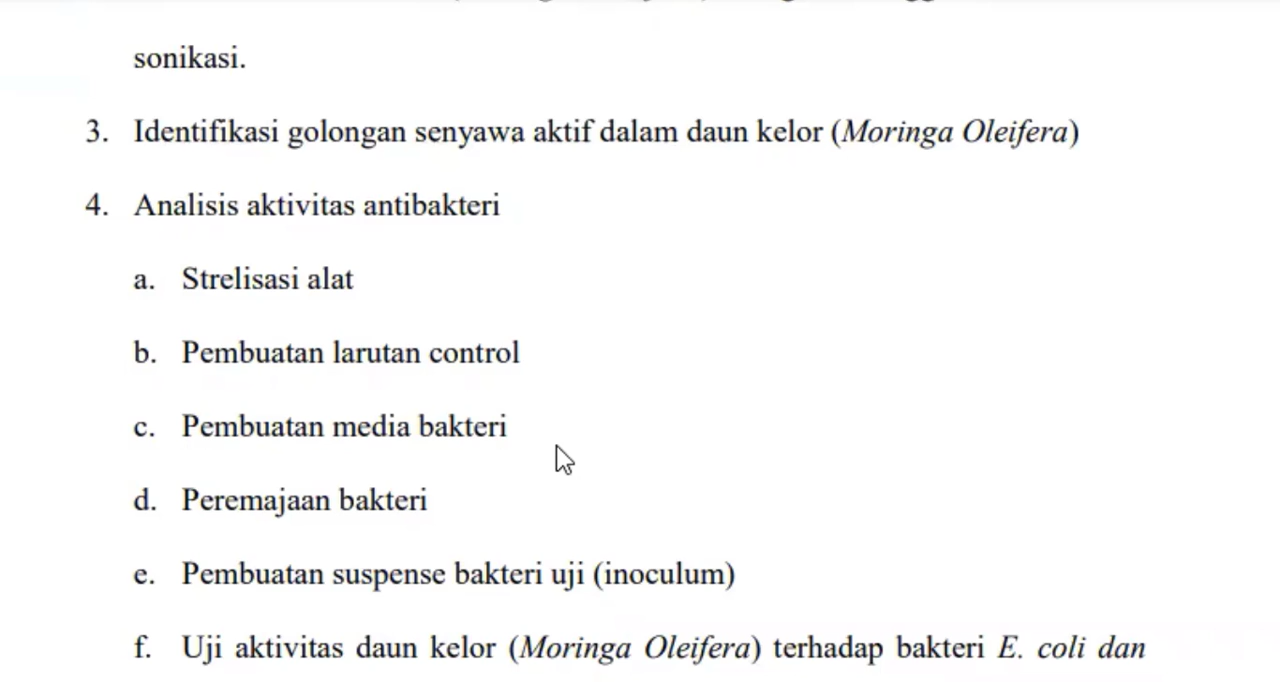 sonikasi.
3. Identifikasi golongan senyawa aktif dalam daun kelor (Moringa Oleifera)
4. Analisis aktivitas antibakteri
a. Strelisasi alat
b. Pembuatan larutan control
c. Pembuatan media bakteri
d. Peremajaan bakteri
e. Pembuatan suspense bakteri uji (inoculum)
f. Uji aktivitas daun kelor (Moringa Oleifera) terhadap bakteri E. coli dan